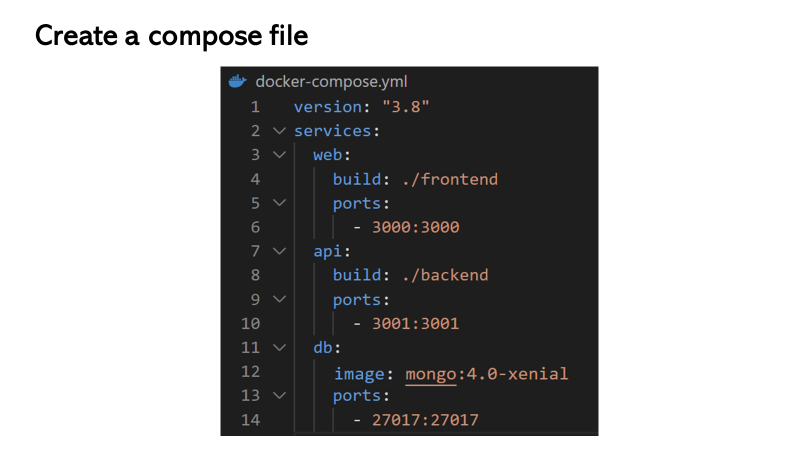 Create a compose file
docker-compose.yml
1 version: "3.8"
2 services:
3 web:
4 build: ./frontend
5 ports:
6 - 3000:3000
7 api:
8 build: ./backend
9 ports:
10 - 3001:3001
11 db:
12 image: mongo:4.0-xenial
13 ports:
14 - 27017:27017